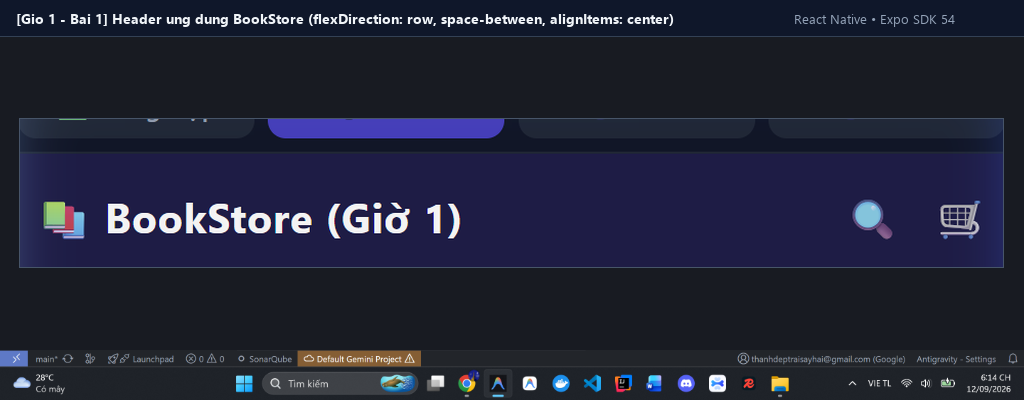 [Gio 1 - Bai 1] Header ung dung BookStore (flexDirection: row, space-between, alignItems: center)
React Native • Expo SDK 54
BookStore (Giờ 1)
main*
Launchpad
0
0
SonarQube
Default Gemini Project
thanhdeptraisayhai@gmail.com (Google)
Antigravity - Settings
28°C
Có mây
Tìm kiếm
VIE TL
6:14 CH
12/09/2026